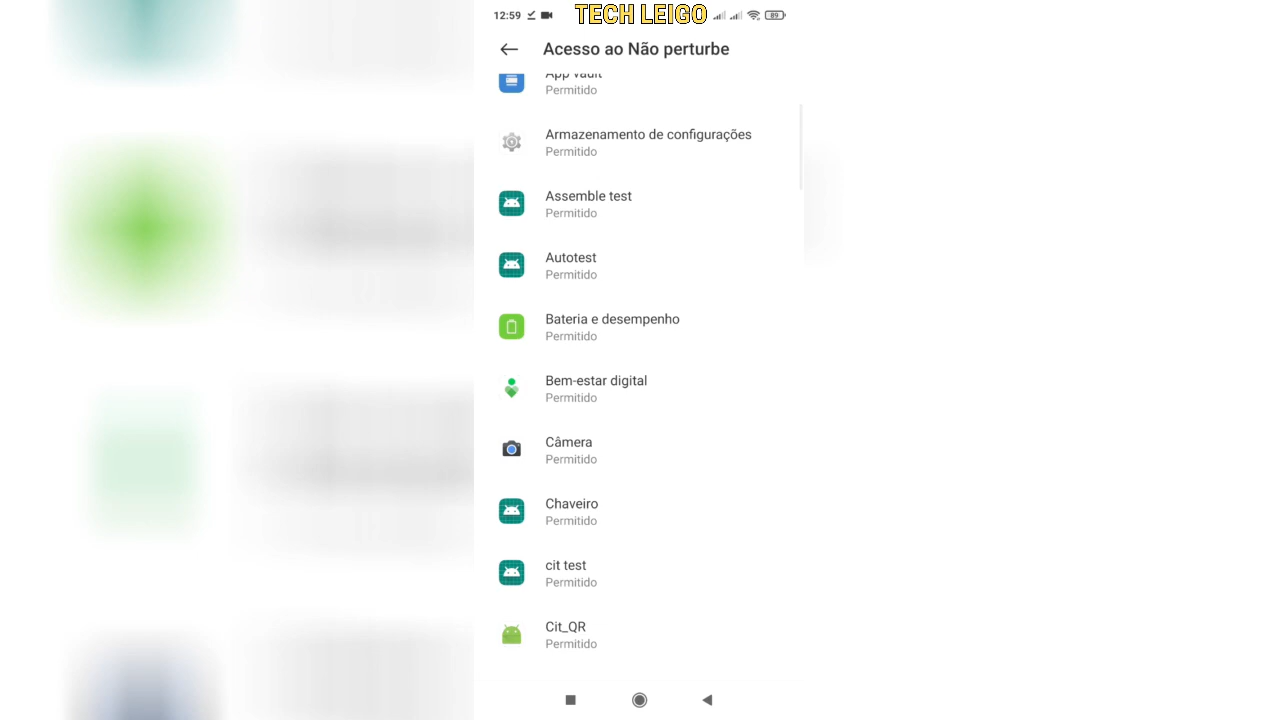 12:59
TECH LEIGO
89
Acesso ao Não perturbe
App vault
Permitido
Armazenamento de configurações
Permitido
Assemble test
Permitido
Autotest
Permitido
Bateria e desempenho
Permitido
Bem-estar digital
Permitido
Câmera
Permitido
Chaveiro
Permitido
cit test
Permitido
Cit_QR
Permitido